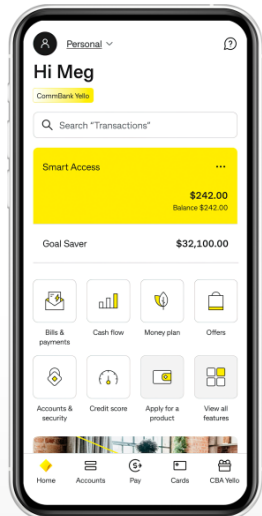 Personal
Hi Meg
CommBank Yello
Search "Transactions"
Smart Access
$242.00
Balance $242.00
Goal Saver $32,100.00
Bills & payments
Cash flow
Money plan
Offers
Accounts & security
Credit score
Apply for a product
View all features
Home
Accounts
Pay
Cards
CBA Yello